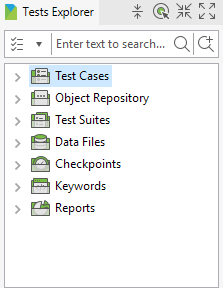 Tests Explorer
Enter text to search...
Test Cases
Object Repository
Test Suites
Data Files
Checkpoints
Keywords
Reports